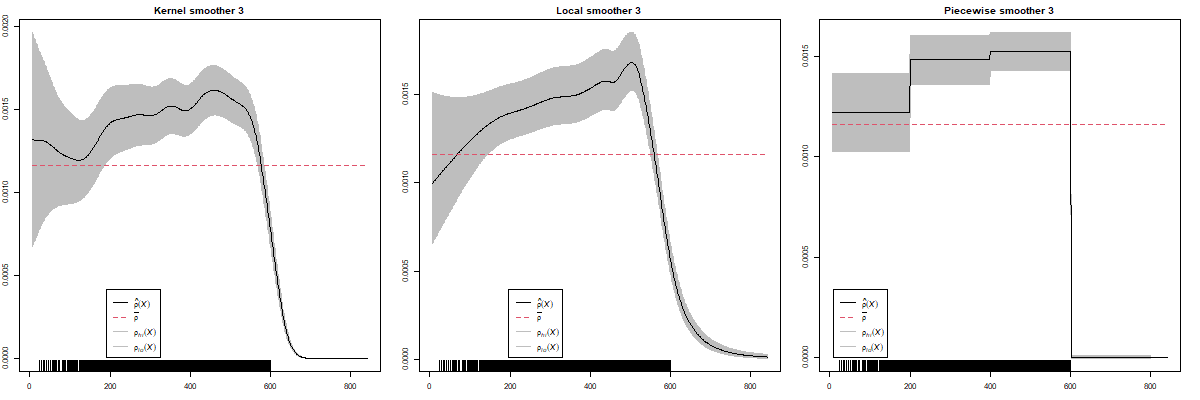 Kernel smoother 3
0.0020
0.0015
0.0010
0.0005
0.0000
ρ̂(X)
ρ̄
ρhi(X)
ρlo(X)
0 200 400 600 800
Local smoother 3
0.0015
0.0010
0.0005
0.0000
ρ̂(X)
ρ̄
ρhi(X)
ρlo(X)
0 200 400 600 800
Piecewise smoother 3
0.0015
0.0010
0.0005
0.0000
ρ̂(X)
ρ̄
ρhi(X)
ρlo(X)
0 200 400 600 800